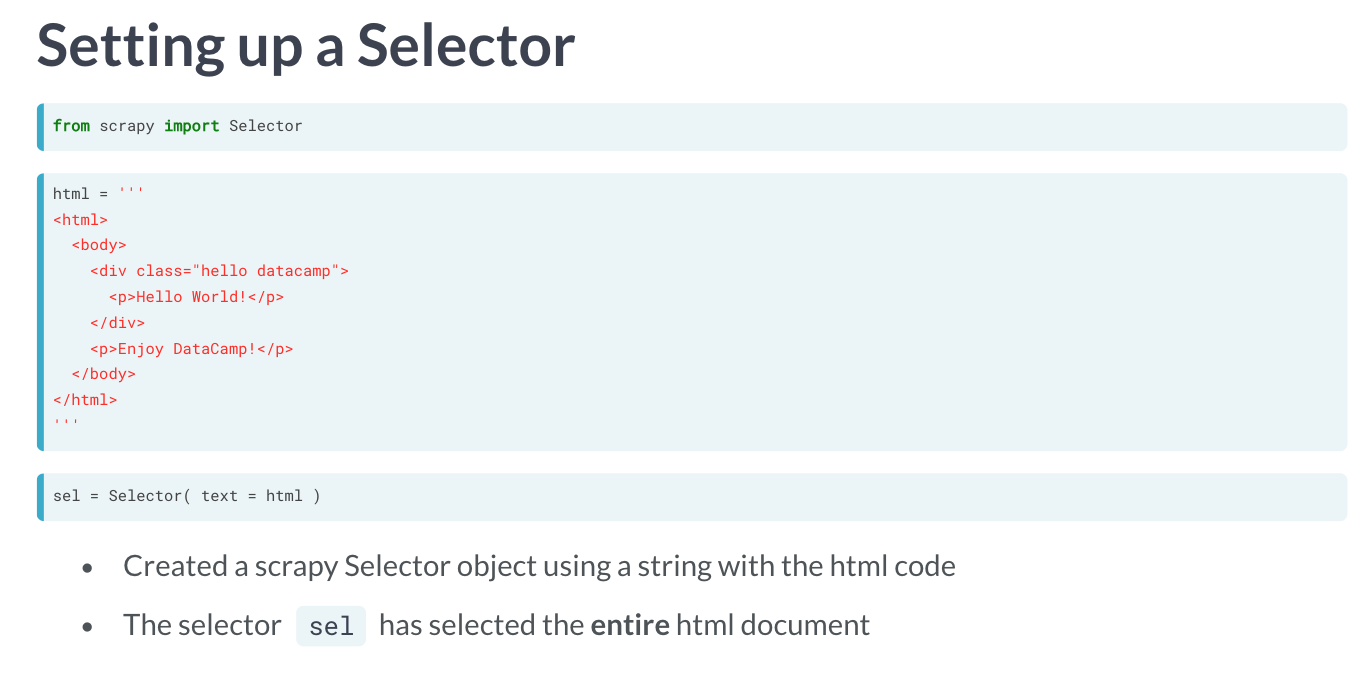 Setting up a Selector
from scrapy import Selector
html = '''
<html>
  <body>
    <div class="hello datacamp">
      <p>Hello World!</p>
    </div>
    <p>Enjoy DataCamp!</p>
  </body>
</html>
'''
sel = Selector( text = html )
• Created a scrapy Selector object using a string with the html code
• The selector sel has selected the entire html document